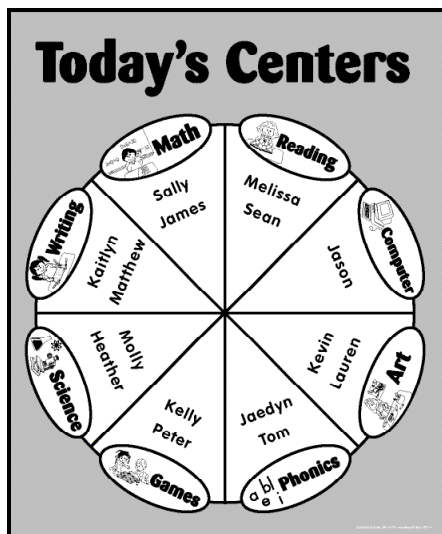 Today's Centers
Math
Sally
James
Reading
Melissa
Sean
Computer
Jason
Art
Kevin
Lauren
Phonics
a b l
e i
Jaedyn
Tom
Games
Kelly
Peter
Science
Molly
Heather
Writing
Kaitlyn
Matthew